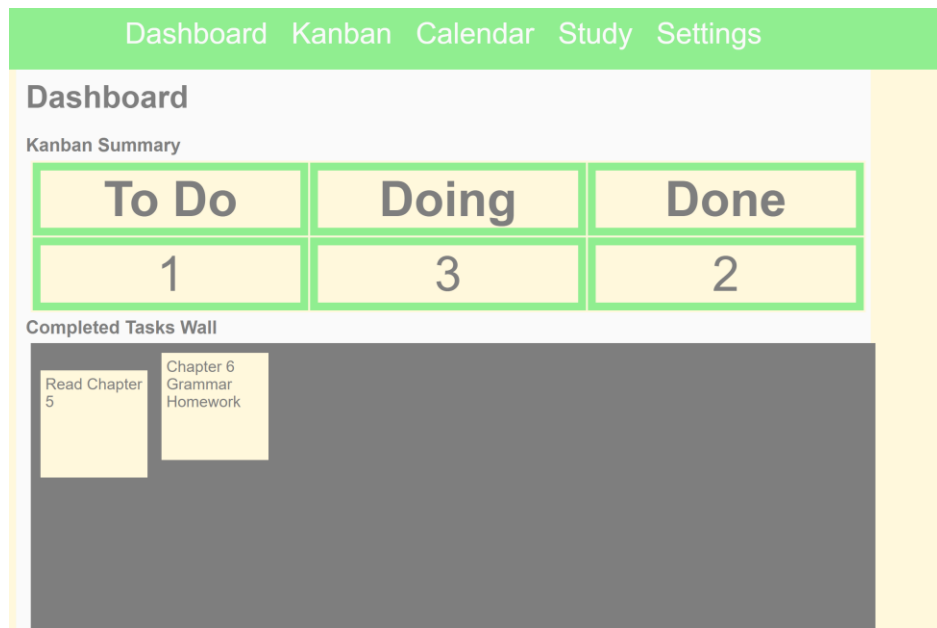 Dashboard Kanban Calendar Study Settings
Dashboard
Kanban Summary
To Do Doing Done
1 3 2
Completed Tasks Wall
Read Chapter
5
Chapter 6
Grammar
Homework